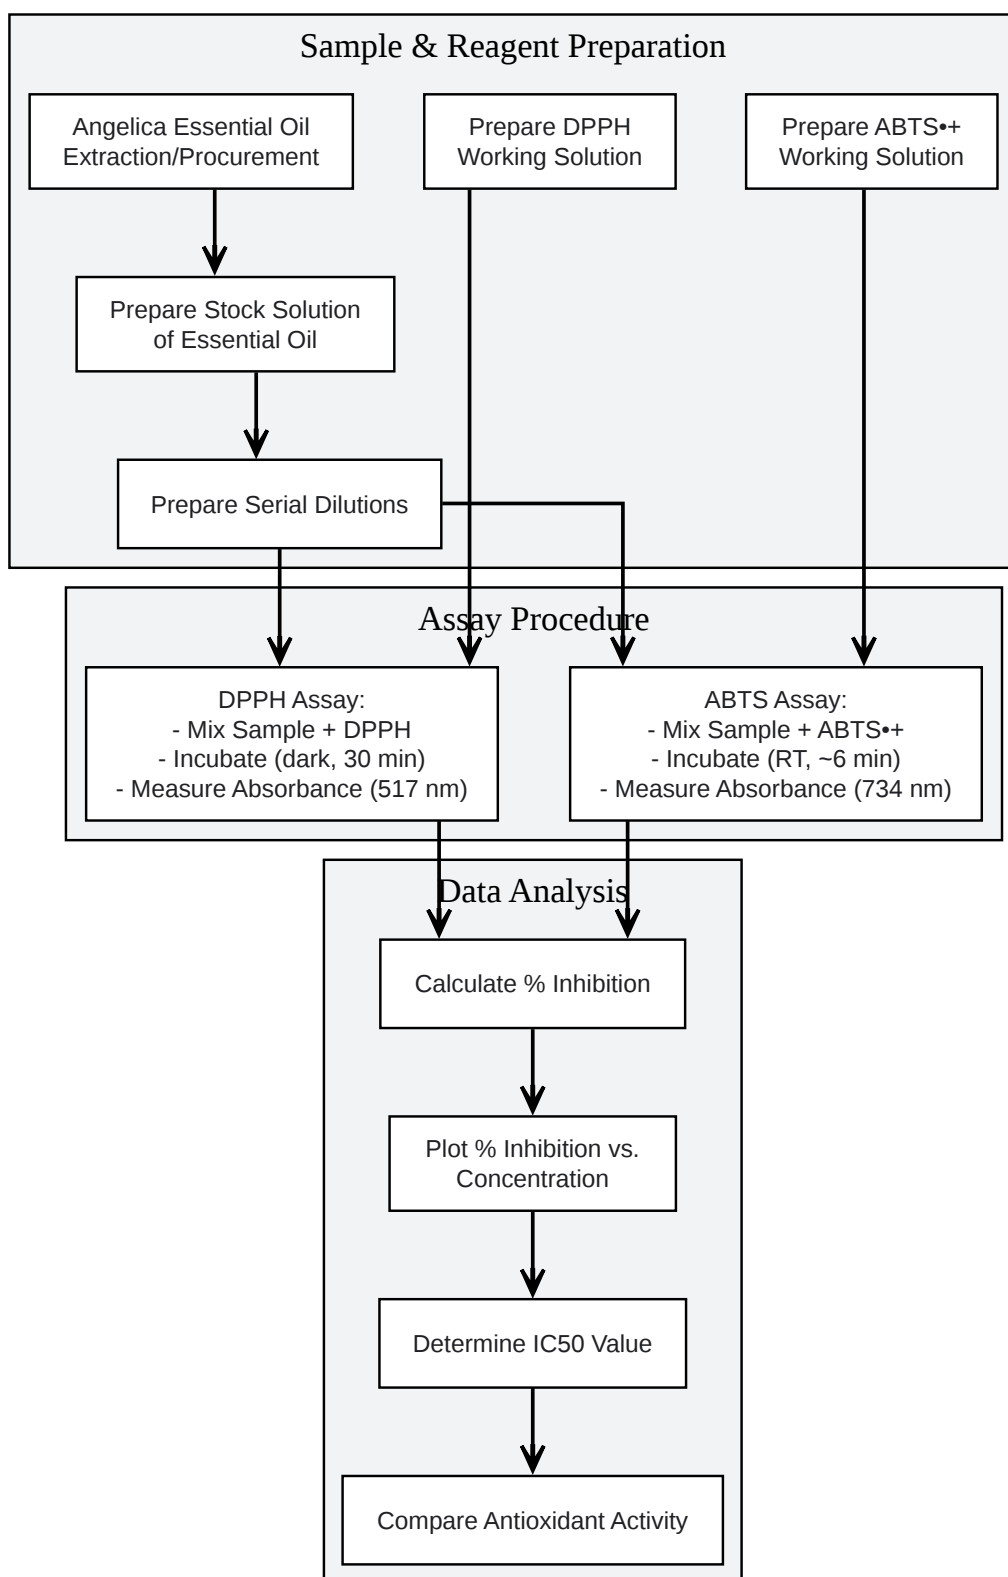 Sample & Reagent Preparation
Angelica Essential Oil
Extraction/Procurement
Prepare DPPH
Working Solution
Prepare ABTS•+
Working Solution
Prepare Stock Solution
of Essential Oil
Prepare Serial Dilutions
Assay Procedure
DPPH Assay:
- Mix Sample + DPPH
- Incubate (dark, 30 min)
- Measure Absorbance (517 nm)
ABTS Assay:
- Mix Sample + ABTS•+
- Incubate (RT, ~6 min)
- Measure Absorbance (734 nm)
Data Analysis
Calculate % Inhibition
Plot % Inhibition vs.
Concentration
Determine IC50 Value
Compare Antioxidant Activity